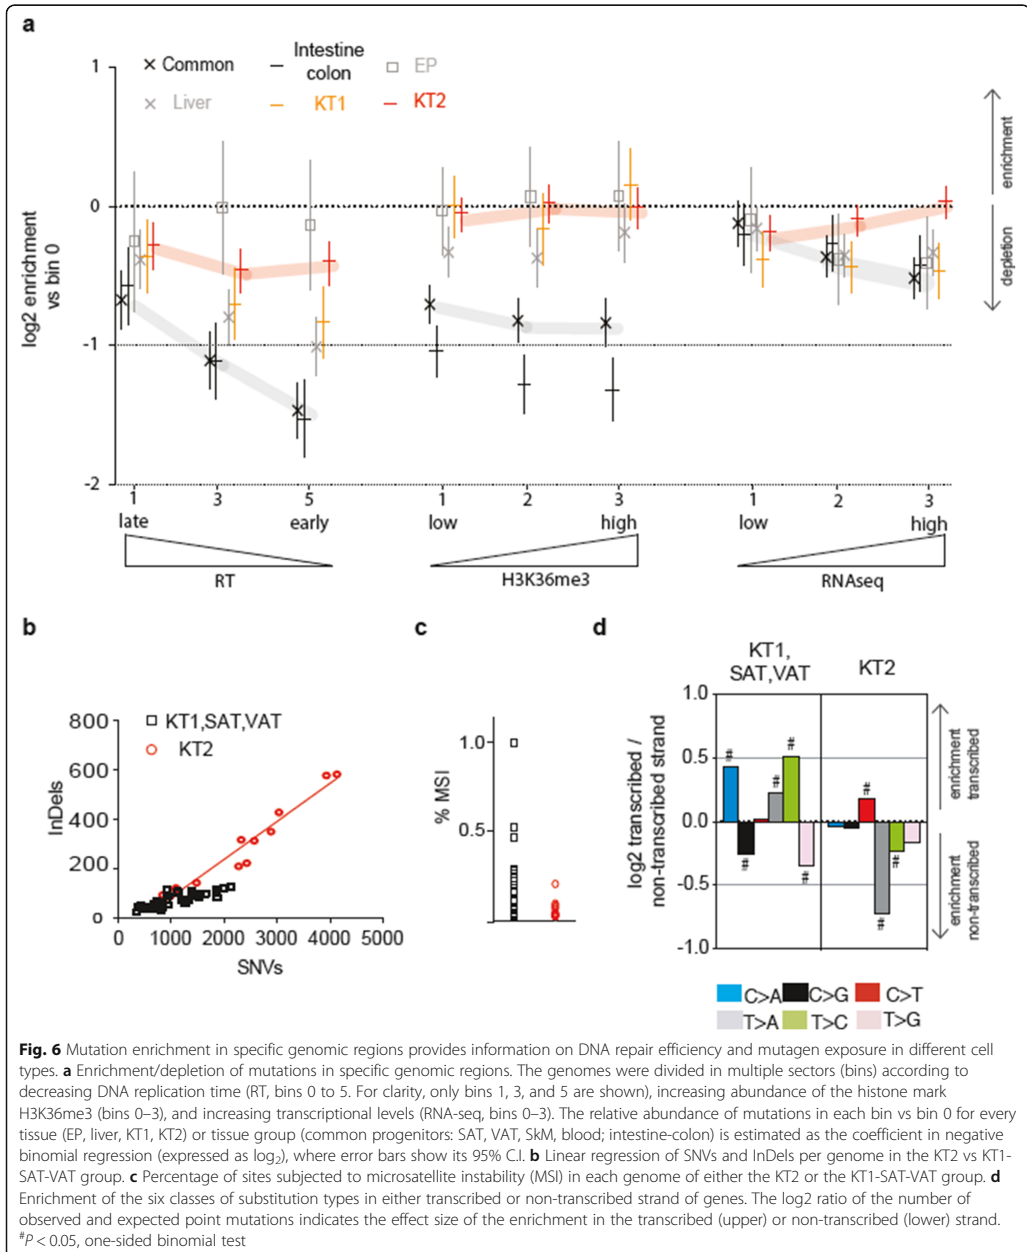 a
Common
Intestine
colon
EP
Liver
KT1
KT2
1
0
-1
-2
log2 enrichment
vs bin 0
enrichment
depletion
1
3
5
late
early
RT
1
2
3
low
high
H3K36me3
1
2
3
low
high
RNAseq
b
KT1,SAT,VAT
KT2
800
600
400
200
0
InDels
0
1000
2000
3000
4000
5000
SNVs
c
1.0
0.5
% MSI
d
KT1,
SAT,VAT
KT2
1.0
0.5
0.0
-0.5
-1.0
log2 transcribed /
non-transcribed strand
# # # # # # # #
enrichment
transcribed
enrichment
non-transcribed
C>A C>G C>T
T>A T>C T>G
Fig. 6 Mutation enrichment in specific genomic regions provides information on DNA repair efficiency and mutagen exposure in different cell
types. a Enrichment/depletion of mutations in specific genomic regions. The genomes were divided in multiple sectors (bins) according to
decreasing DNA replication time (RT, bins 0 to 5. For clarity, only bins 1, 3, and 5 are shown), increasing abundance of the histone mark
H3K36me3 (bins 0–3), and increasing transcriptional levels (RNA-seq, bins 0–3). The relative abundance of mutations in each bin vs bin 0 for every
tissue (EP, liver, KT1, KT2) or tissue group (common progenitors: SAT, VAT, SkM, blood; intestine-colon) is estimated as the coefficient in negative
binomial regression (expressed as log2), where error bars show its 95% C.I. b Linear regression of SNVs and InDels per genome in the KT2 vs KT1-
SAT-VAT group. c Percentage of sites subjected to microsatellite instability (MSI) in each genome of either the KT2 or the KT1-SAT-VAT group. d
Enrichment of the six classes of substitution types in either transcribed or non-transcribed strand of genes. The log2 ratio of the number of
observed and expected point mutations indicates the effect size of the enrichment in the transcribed (upper) or non-transcribed (lower) strand.
#P < 0.05, one-sided binomial test